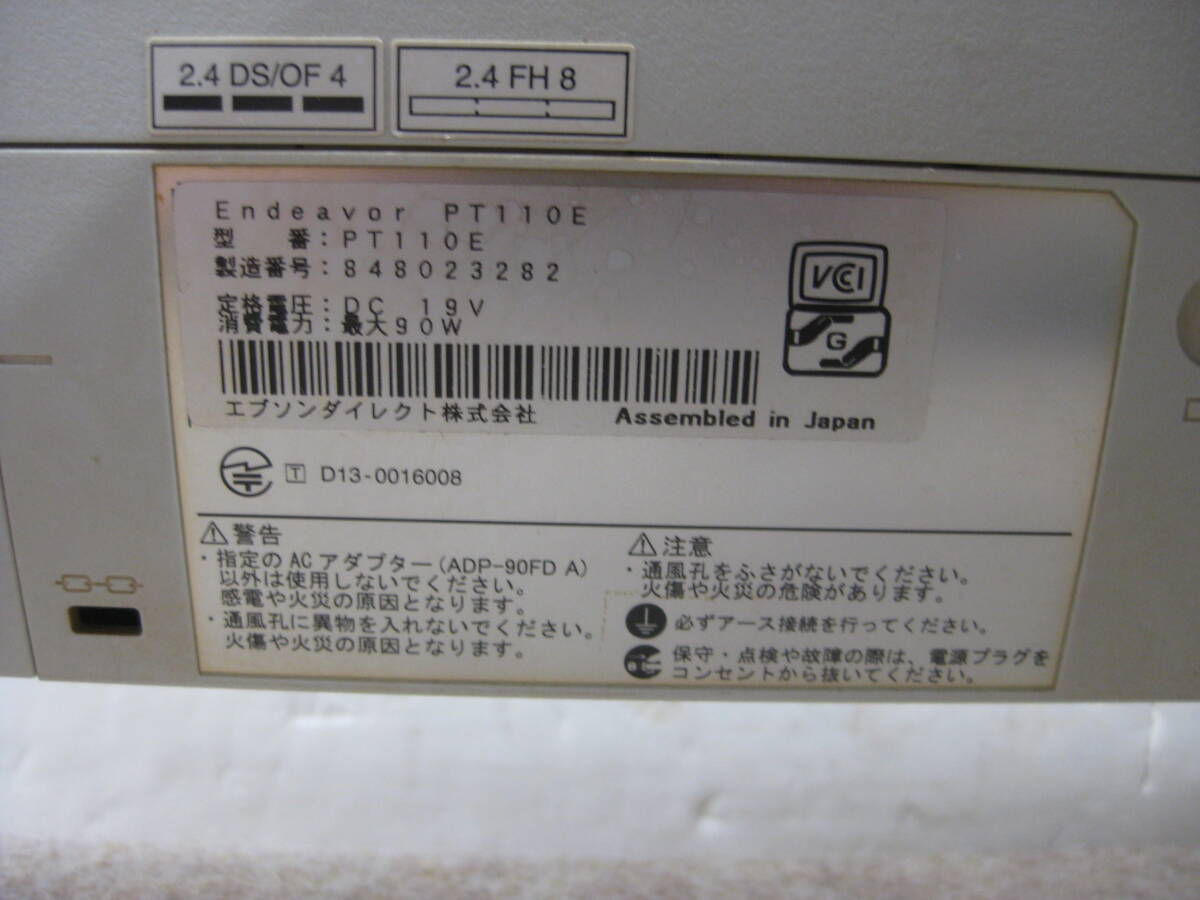 2.4 DS/OF 4
2.4 FH 8
Endeavor PT110E
型 番：PT110E
製造番号：848023282
定格電圧：DC 19V
消費電力：最大90W
エプソンダイレクト株式会社 Assembled in Japan
VCCI
G
T D13-0016008
警告
・指定の AC アダプター(ADP-90FD A)
以外は使用しないでください。
感電や火災の原因となります。
・通風孔に異物を入れないでください。
火傷や火災の原因となります。
注意
・通風孔をふさがないでください。
火傷や火災の危険があります。
必ずアース接続を行ってください。
保守・点検や故障の際は、電源プラグを
コンセントから抜いてください。